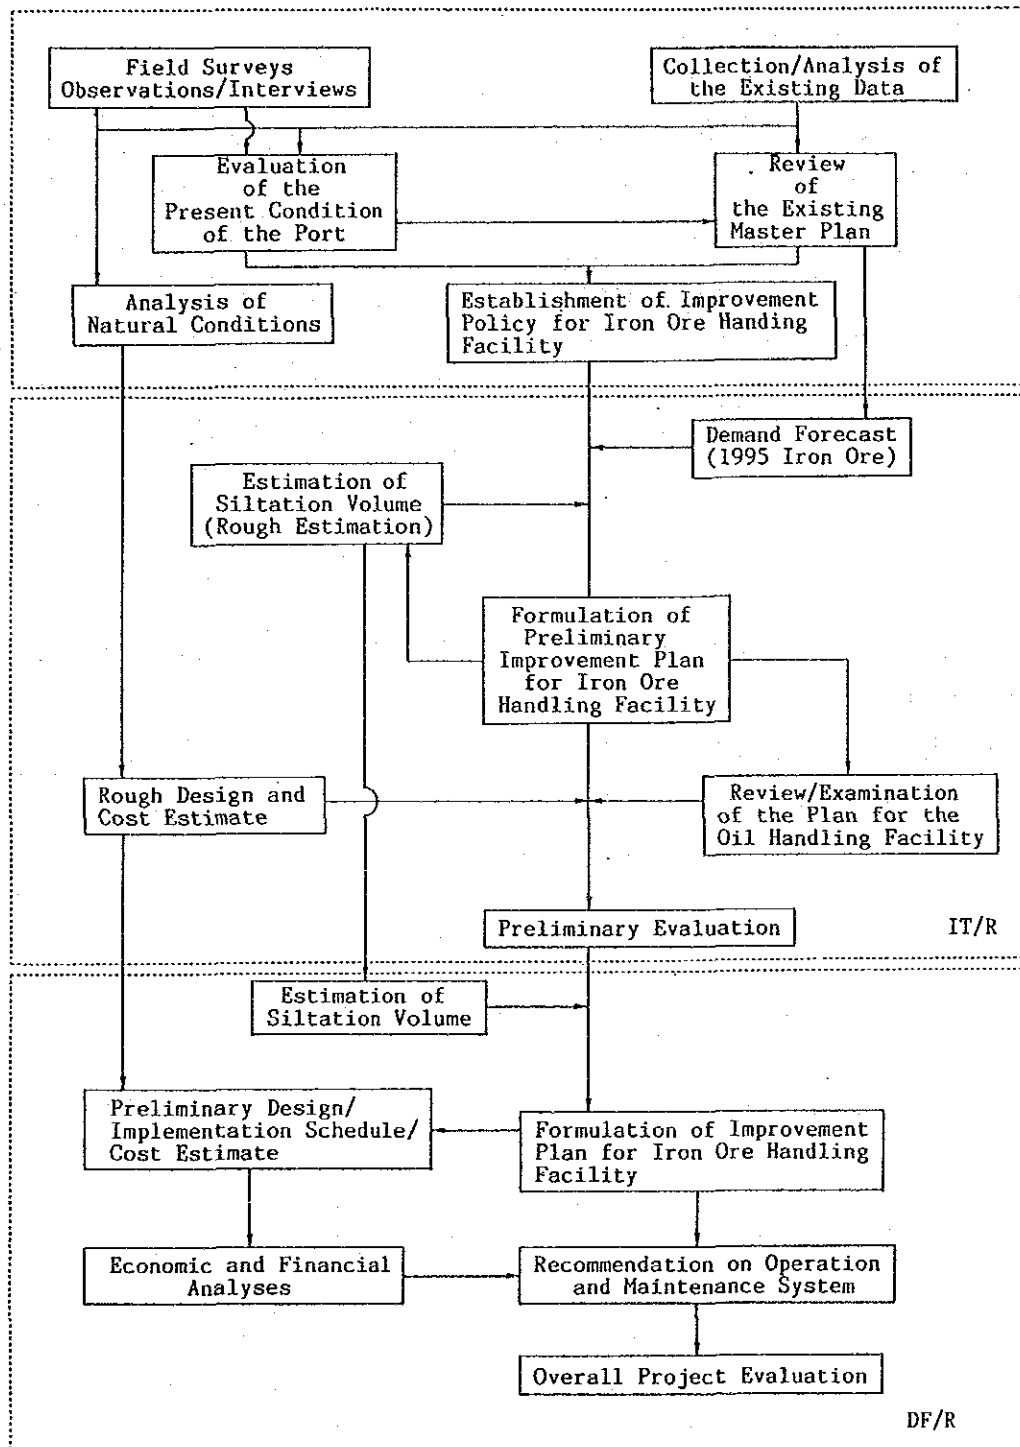 Field Surveys
Observations/Interviews
Collection/Analysis of
the Existing Data
Evaluation
of the
Present Condition
of the Port
Review
of
the Existing
Master Plan
Analysis of
Natural Conditions
Establishment of Improvement
Policy for Iron Ore Handing
Facility
Demand Forecast
(1995 Iron Ore)
Estimation of
Siltation Volume
(Rough Estimation)
Formulation of
Preliminary
Improvement Plan
for Iron Ore
Handling Facility
Rough Design and
Cost Estimate
Review/Examination
of the Plan for the
Oil Handling Facility
Preliminary Evaluation
IT/R
Estimation of
Siltation Volume
Preliminary Design/
Implementation Schedule/
Cost Estimate
Formulation of Improvement
Plan for Iron Ore Handling
Facility
Economic and Financial
Analyses
Recommendation on Operation
and Maintenance System
Overall Project Evaluation
DF/R